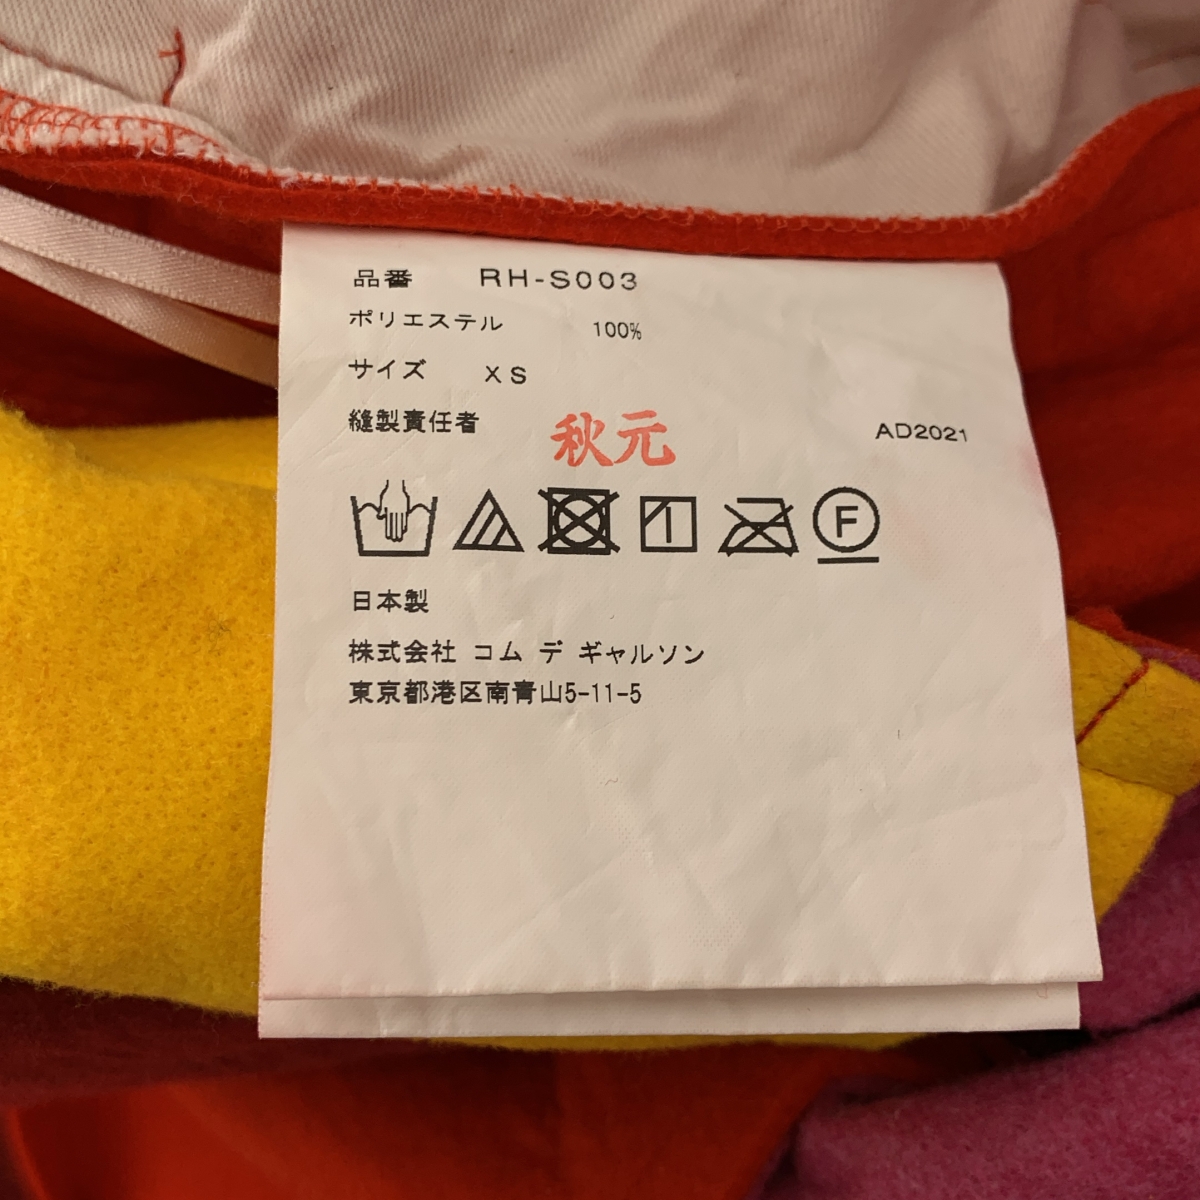 品番 RH-S003
ポリエステル 100%
サイズ XS
縫製責任者 秋元 AD2021
F
日本製
株式会社 コム デ ギャルソン
東京都港区南青山5-11-5